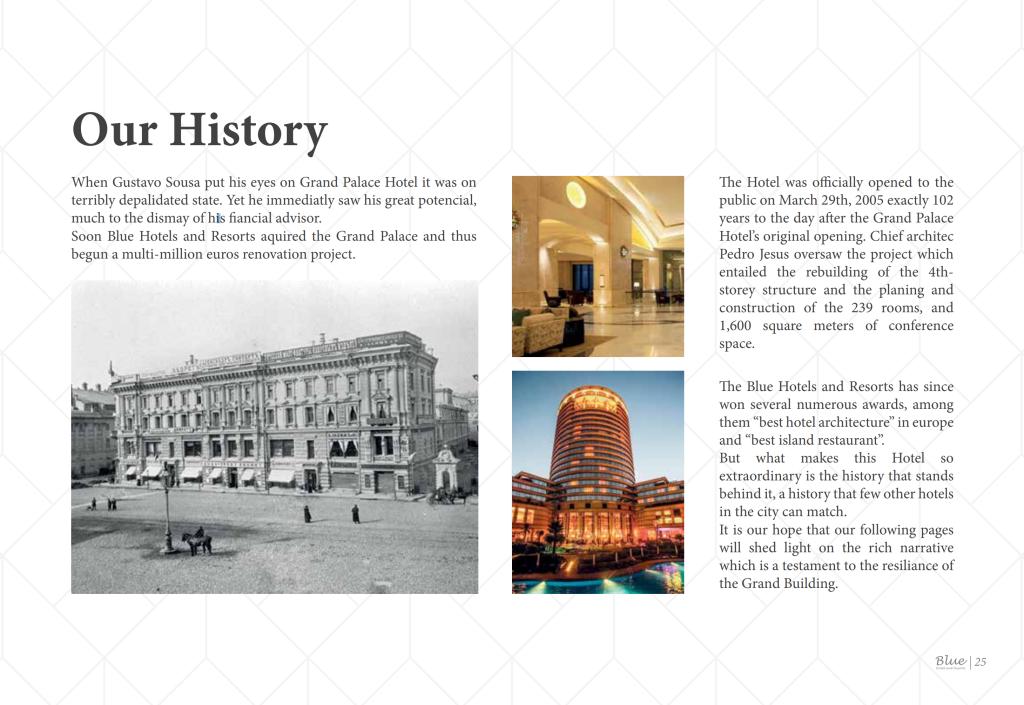 Our History
When Gustavo Sousa put his eyes on Grand Palace Hotel it was on
terribly depalidated state. Yet he immediatly saw his great potencial,
much to the dismay of his fiancial advisor.
Soon Blue Hotels and Resorts aquired the Grand Palace and thus
begun a multi-million euros renovation project.
The Hotel was officially opened to the
public on March 29th, 2005 exactly 102
years to the day after the Grand Palace
Hotel’s original opening. Chief architec
Pedro Jesus oversaw the project which
entailed the rebuilding of the 4th-
storey structure and the planing and
construction of the 239 rooms, and
1,600 square meters of conference
space.
The Blue Hotels and Resorts has since
won several numerous awards, among
them “best hotel architecture” in europe
and “best island restaurant”.
But what makes this Hotel so
extraordinary is the history that stands
behind it, a history that few other hotels
in the city can match.
It is our hope that our following pages
will shed light on the rich narrative
which is a testament to the resiliance of
the Grand Building.
Blue | 25